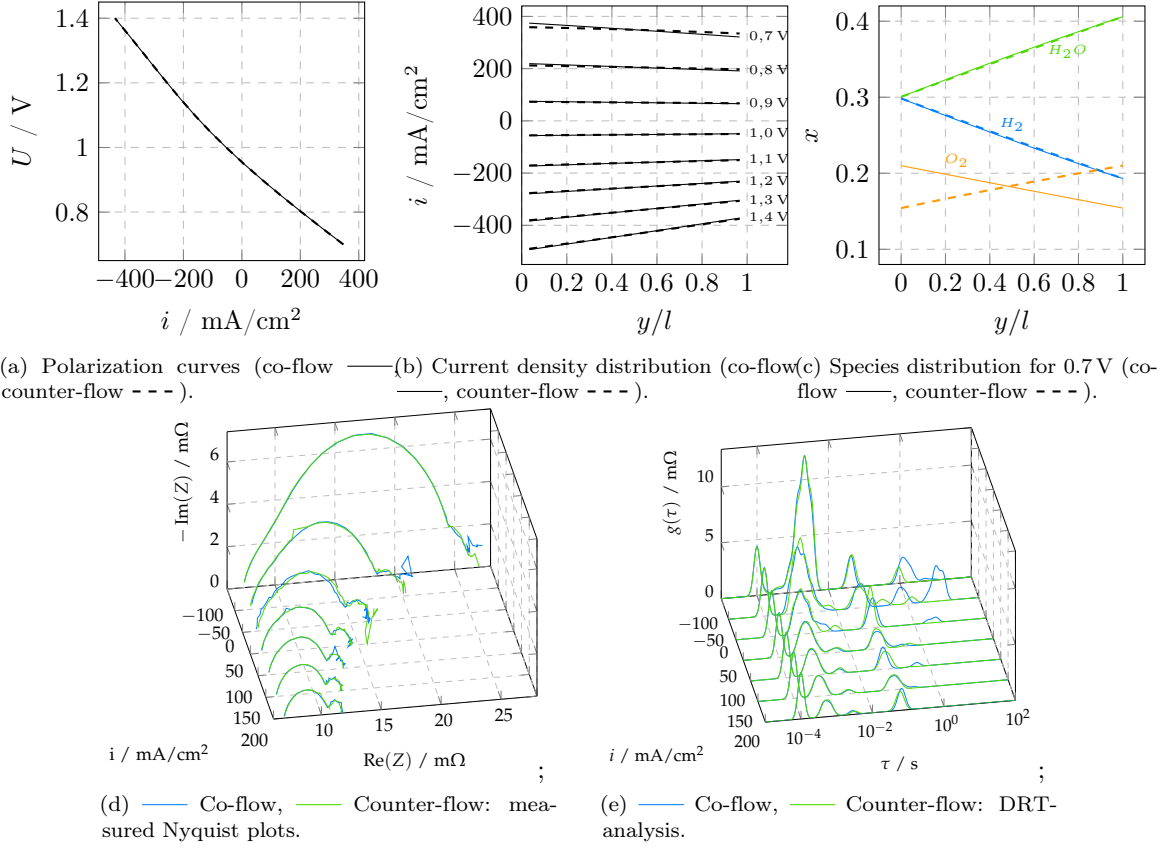 1.4
1.2
1
0.8
U / V
−400 −200 0 200 400
i / mA/cm²
400
200
0
−200
−400
i / mA/cm²
0,7 V
0,8 V
0,9 V
1,0 V
1,1 V
1,2 V
1,3 V
1,4 V
0 0.2 0.4 0.6 0.8 1
y/l
0.4
0.3
0.2
0.1
x
H₂O
H₂
O₂
0 0.2 0.4 0.6 0.8 1
y/l
(a) Polarization curves (co-flow ——,
counter-flow - - - ).
(b) Current density distribution (co-flow
——, counter-flow - - - ).
(c) Species distribution for 0.7 V (co-
flow ——, counter-flow - - - ).
6
4
2
0
−Im(Z) / mΩ
−100
−50
0
50
100
150
200
i / mA/cm²
10 15 20 25
Re(Z) / mΩ
;
10
5
0
g(τ) / mΩ
−100
−50
0
50
100
150
200
i / mA/cm²
10⁻⁴ 10⁻² 10⁰ 10²
τ / s
;
(d) —— Co-flow, —— Counter-flow: mea-
sured Nyquist plots.
(e) —— Co-flow, —— Counter-flow: DRT-
analysis.